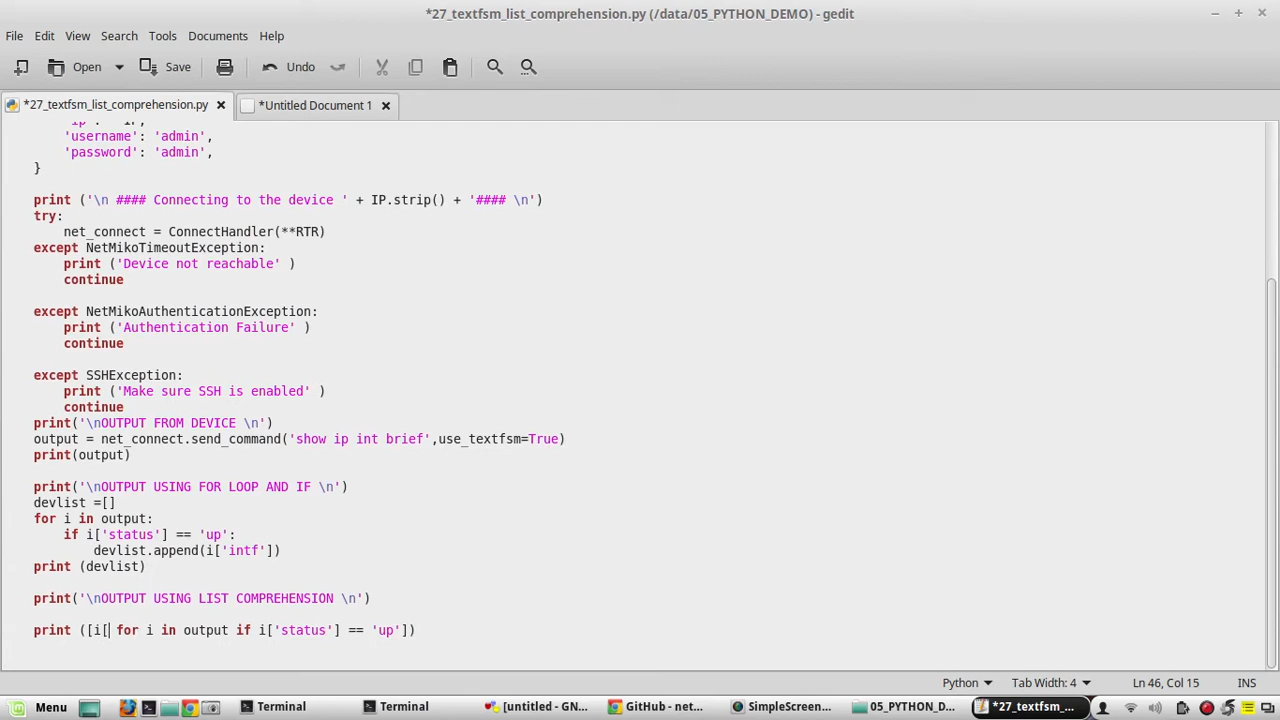 *27_textfsm_list_comprehension.py (/data/05_PYTHON_DEMO) - gedit
File Edit View Search Tools Documents Help
Open Save Undo
*27_textfsm_list_comprehension.py *Untitled Document 1
'username': 'admin',
'password': 'admin',
}
print ('\n #### Connecting to the device ' + IP.strip() + '#### \n')
try:
net_connect = ConnectHandler(**RTR)
except NetMikoTimeoutException:
print ('Device not reachable' )
continue
except NetMikoAuthenticationException:
print ('Authentication Failure' )
continue
except SSHException:
print ('Make sure SSH is enabled' )
continue
print('\nOUTPUT FROM DEVICE \n')
output = net_connect.send_command('show ip int brief',use_textfsm=True)
print(output)
print('\nOUTPUT USING FOR LOOP AND IF \n')
devlist =[]
for i in output:
if i['status'] == 'up':
devlist.append(i['intf'])
print (devlist)
print('\nOUTPUT USING LIST COMPREHENSION \n')
print ([i[ for i in output if i['status'] == 'up'])
Python Tab Width: 4 Ln 46, Col 15 INS
Menu Terminal Terminal [untitled - GN... GitHub - net... SimpleScreen... 05_PYTHON_D... *27_textfsm_...